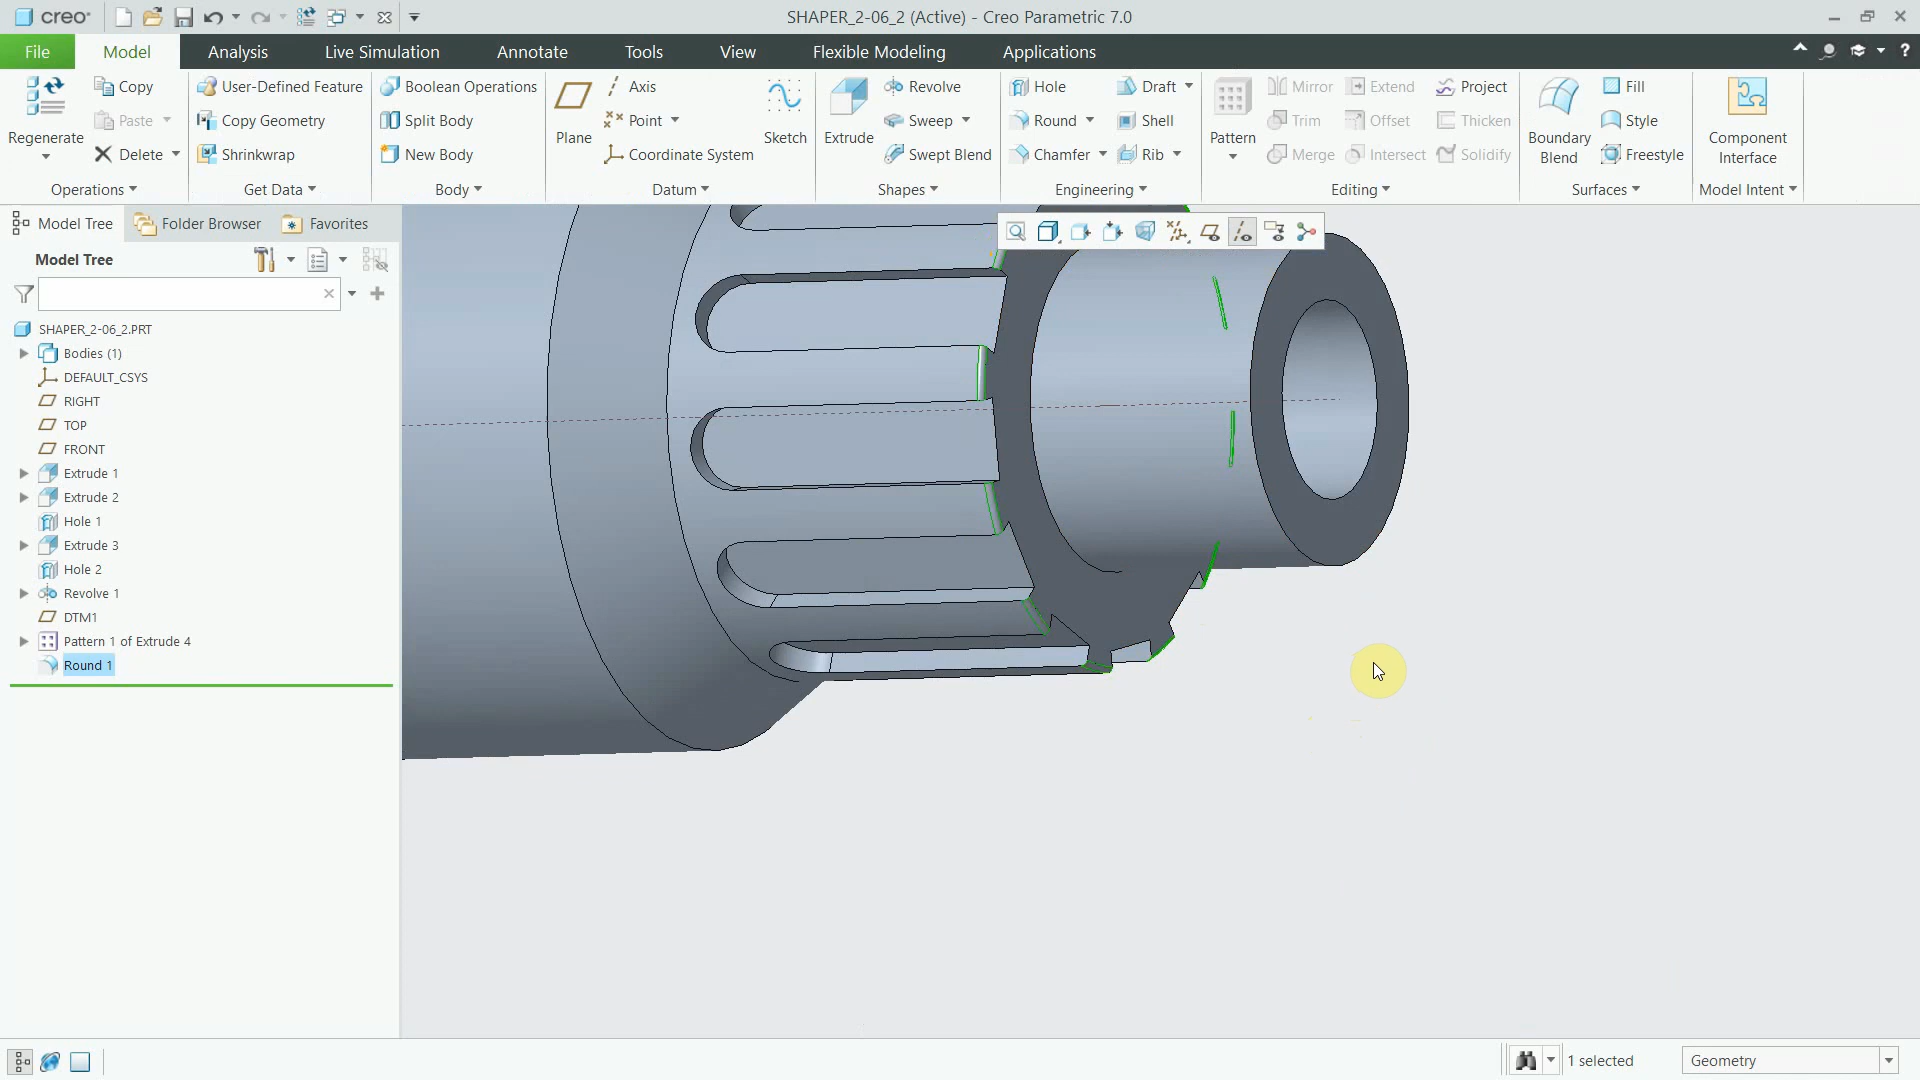 creo
SHAPER_2-06_2 (Active) - Creo Parametric 7.0
File
Model
Analysis
Live Simulation
Annotate
Tools
View
Flexible Modeling
Applications
Regenerate
Copy
Paste
Delete
Operations
User-Defined Feature
Copy Geometry
Shrinkwrap
Get Data
Boolean Operations
Split Body
New Body
Body
Plane
Axis
Point
Coordinate System
Sketch
Datum
Extrude
Revolve
Sweep
Swept Blend
Shapes
Hole
Round
Chamfer
Draft
Shell
Rib
Engineering
Pattern
Mirror
Trim
Merge
Extend
Offset
Intersect
Project
Thicken
Solidify
Editing
Boundary
Blend
Fill
Style
Freestyle
Surfaces
Component
Interface
Model Intent
Model Tree
Folder Browser
Favorites
Model Tree
SHAPER_2-06_2.PRT
Bodies (1)
DEFAULT_CSYS
RIGHT
TOP
FRONT
Extrude 1
Extrude 2
Hole 1
Extrude 3
Hole 2
Revolve 1
DTM1
Pattern 1 of Extrude 4
Round 1
1 selected
Geometry